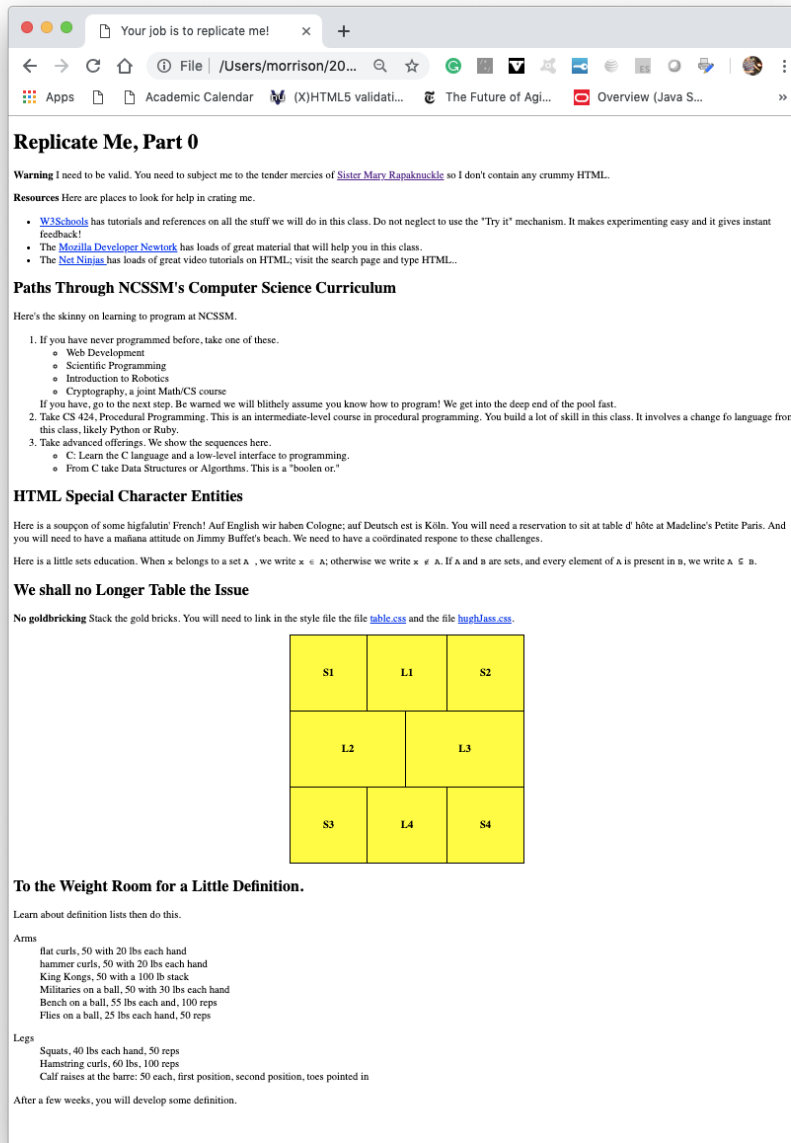 Your job is to replicate me!
File /Users/morrison/20...
ES
Apps Academic Calendar (X)HTML5 validati... The Future of Agi... Overview (Java S... »
Replicate Me, Part 0
Warning I need to be valid. You need to subject me to the tender mercies of Sister Mary Rapaknuckle so I don't contain any crummy HTML.
Resources Here are places to look for help in crating me.
• W3Schools has tutorials and references on all the stuff we will do in this class. Do not neglect to use the "Try it" mechanism. It makes experimenting easy and it gives instant
feedback!
• The Mozilla Developer Newtork has loads of great material that will help you in this class.
• The Net Ninjas has loads of great video tutorials on HTML; visit the search page and type HTML..
Paths Through NCSSM's Computer Science Curriculum
Here's the skinny on learning to program at NCSSM.
1. If you have never programmed before, take one of these.
Web Development
Scientific Programming
Introduction to Robotics
Cryptography, a joint Math/CS course
If you have, go to the next step. Be warned we will blithely assume you know how to program! We get into the deep end of the pool fast.
2. Take CS 424, Procedural Programming. This is an intermediate-level course in procedural programming. You build a lot of skill in this class. It involves a change fo language from
this class, likely Python or Ruby.
3. Take advanced offerings. We show the sequences here.
C: Learn the C language and a low-level interface to programming.
From C take Data Structures or Algorthms. This is a "boolen or."
HTML Special Character Entities
Here is a soupçon of some higfalutin' French! Auf English wir haben Cologne; auf Deutsch est is Köln. You will need a reservation to sit at table d' hôte at Madeline's Petite Paris. And
you will need to have a mañana attitude on Jimmy Buffet's beach. We need to have a coördinated respone to these challenges.
Here is a little sets education. When x belongs to a set A , we write x ∈ A; otherwise we write x ∉ A. If A and B are sets, and every element of A is present in B, we write A ⊆ B.
We shall no Longer Table the Issue
No goldbricking Stack the gold bricks. You will need to link in the style file the file table.css and the file hughJass.css.
S1 L1 S2
L2 L3
S3 L4 S4
To the Weight Room for a Little Definition.
Learn about definition lists then do this.
Arms
flat curls, 50 with 20 lbs each hand
hammer curls, 50 with 20 lbs each hand
King Kongs, 50 with a 100 lb stack
Militaries on a ball, 50 with 30 lbs each hand
Bench on a ball, 55 lbs each and, 100 reps
Flies on a ball, 25 lbs each hand, 50 reps
Legs
Squats, 40 lbs each hand, 50 reps
Hamstring curls, 60 lbs, 100 reps
Calf raises at the barre: 50 each, first position, second position, toes pointed in
After a few weeks, you will develop some definition.